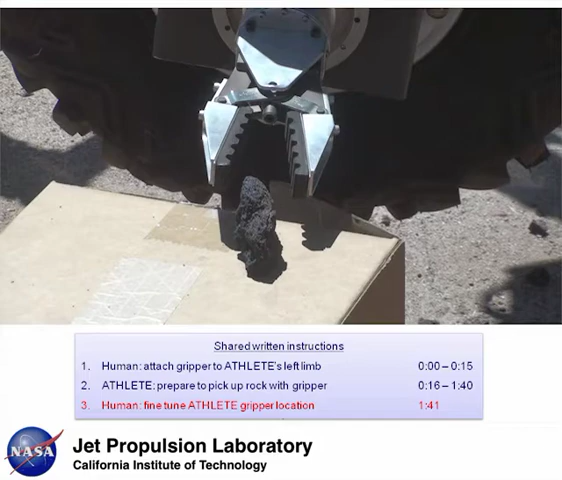 Shared written instructions
1. Human: attach gripper to ATHLETE's left limb 0:00 – 0:15
2. ATHLETE: prepare to pick up rock with gripper 0:16 – 1:40
3. Human: fine tune ATHLETE gripper location 1:41
NASA
Jet Propulsion Laboratory
California Institute of Technology